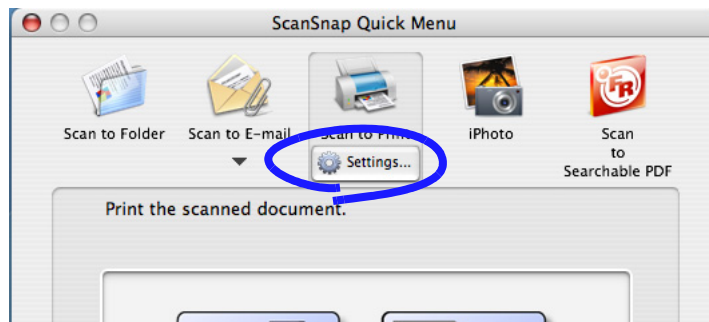 ScanSnap Quick Menu
Scan to Folder
Scan to E-mail
Scan to Print
iPhoto
Scan
to
Searchable PDF
Settings...
Print the scanned document.